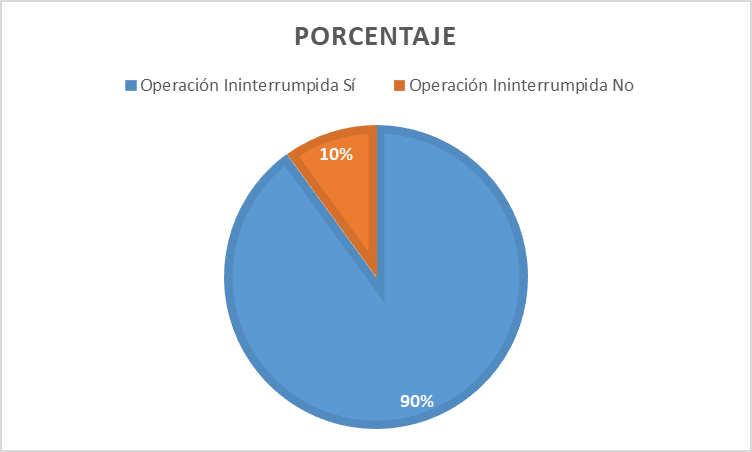 PORCENTAJE
Operación Ininterrumpida Sí Operación Ininterrumpida No
10%
90%